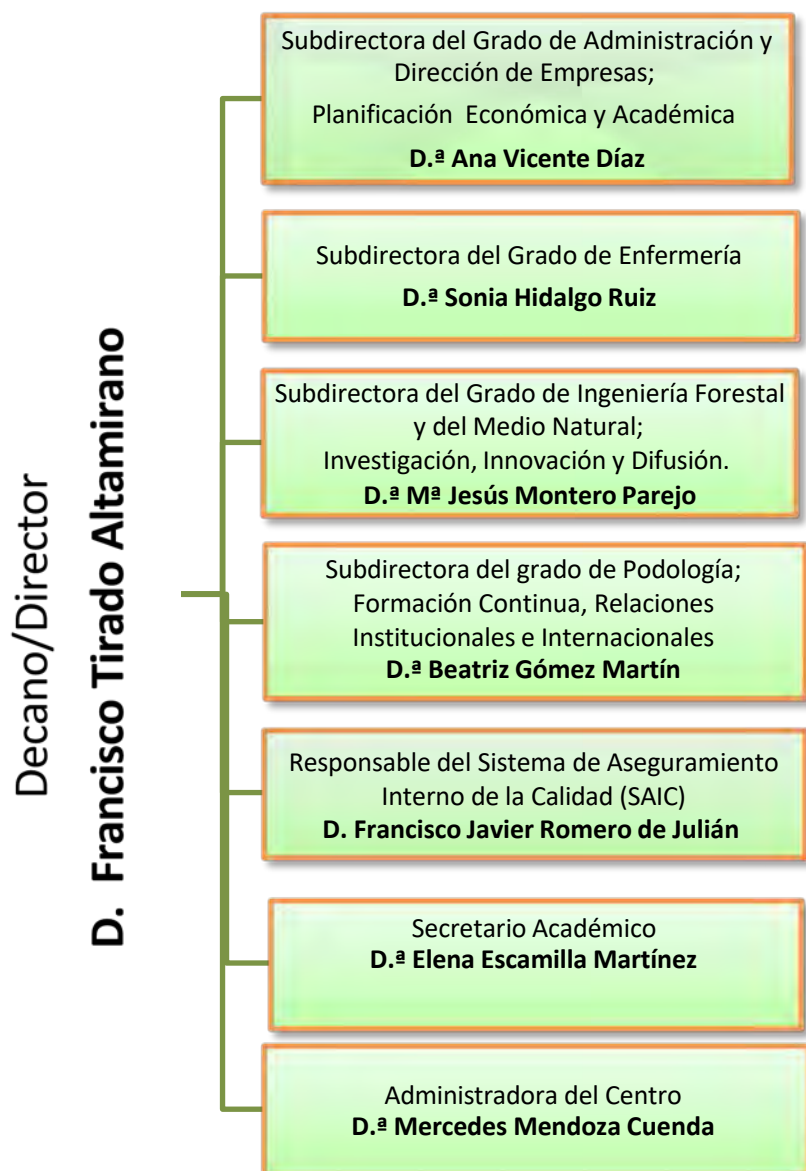 Decano/Director
D. Francisco Tirado Altamirano
Subdirectora del Grado de Administración y
Dirección de Empresas;
Planificación Económica y Académica
D.ª Ana Vicente Díaz
Subdirectora del Grado de Enfermería
D.ª Sonia Hidalgo Ruiz
Subdirectora del Grado de Ingeniería Forestal
y del Medio Natural;
Investigación, Innovación y Difusión.
D.ª Mª Jesús Montero Parejo
Subdirectora del grado de Podología;
Formación Continua, Relaciones
Institucionales e Internacionales
D.ª Beatriz Gómez Martín
Responsable del Sistema de Aseguramiento
Interno de la Calidad (SAIC)
D. Francisco Javier Romero de Julián
Secretario Académico
D.ª Elena Escamilla Martínez
Administradora del Centro
D.ª Mercedes Mendoza Cuenda